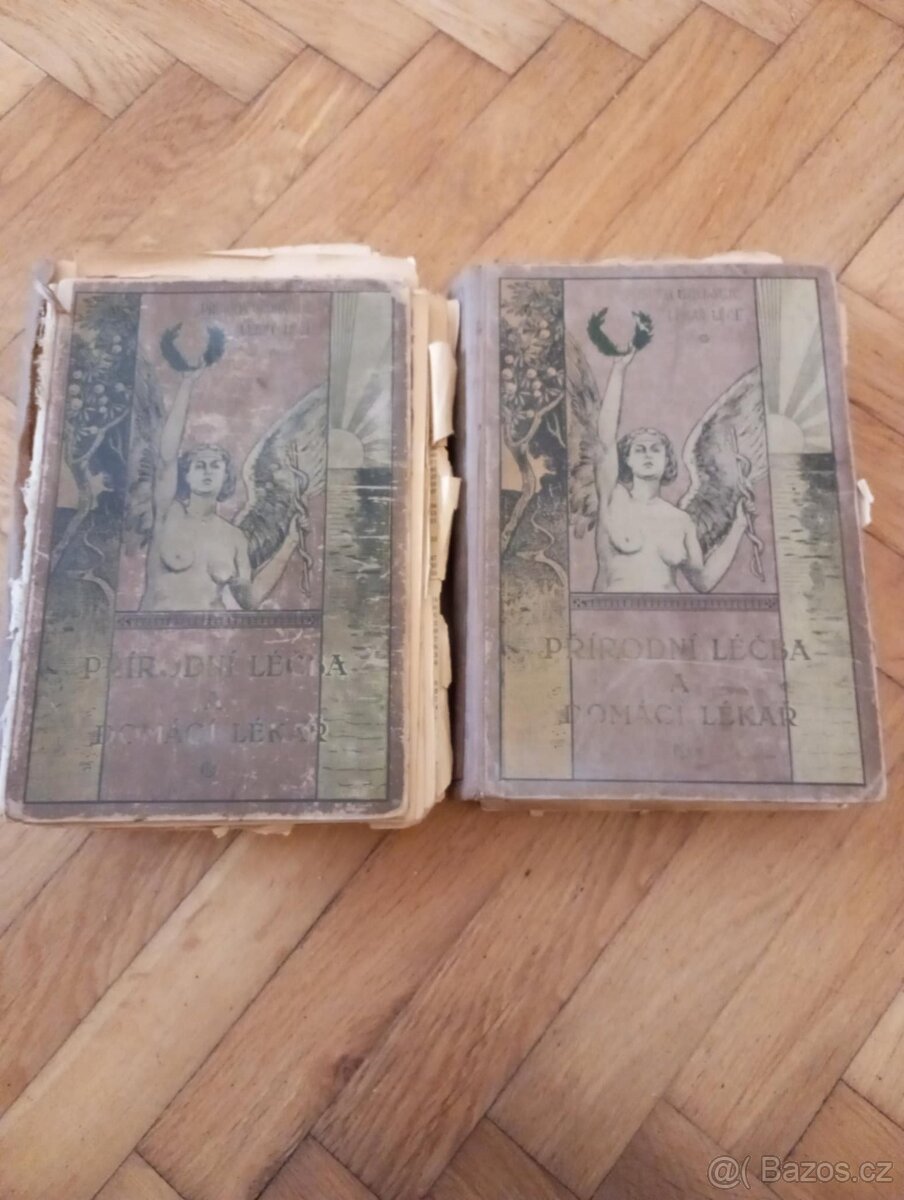 PŘÍRODNÍ LÉČBA
A
DOMÁCÍ LÉKAŘ
PŘÍRODNÍ LÉČBA
A
DOMÁCÍ LÉKAŘ
@( Bazos.cz